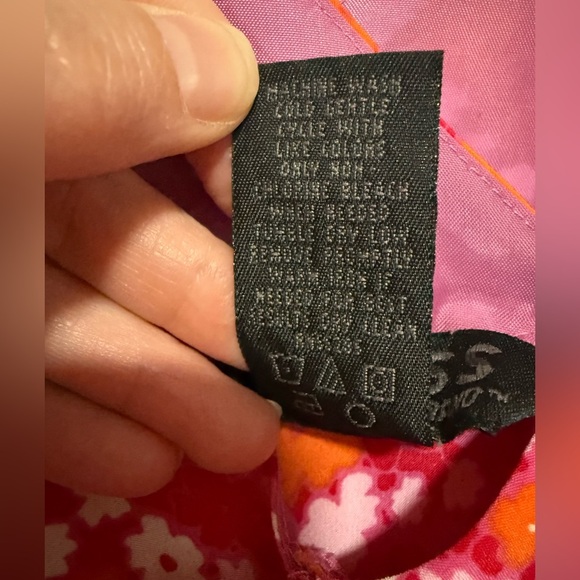 MACHINE WASH
COLD GENTLE
CYCLE WITH
LIKE COLORS
ONLY NON
CHLORINE BLEACH
WHEN NEEDED
TUMBLE DRY LOW
REMOVE PROMPTLY
WARM IRON IF
NEEDED FOR BEST
RESULTS DRY CLEAN